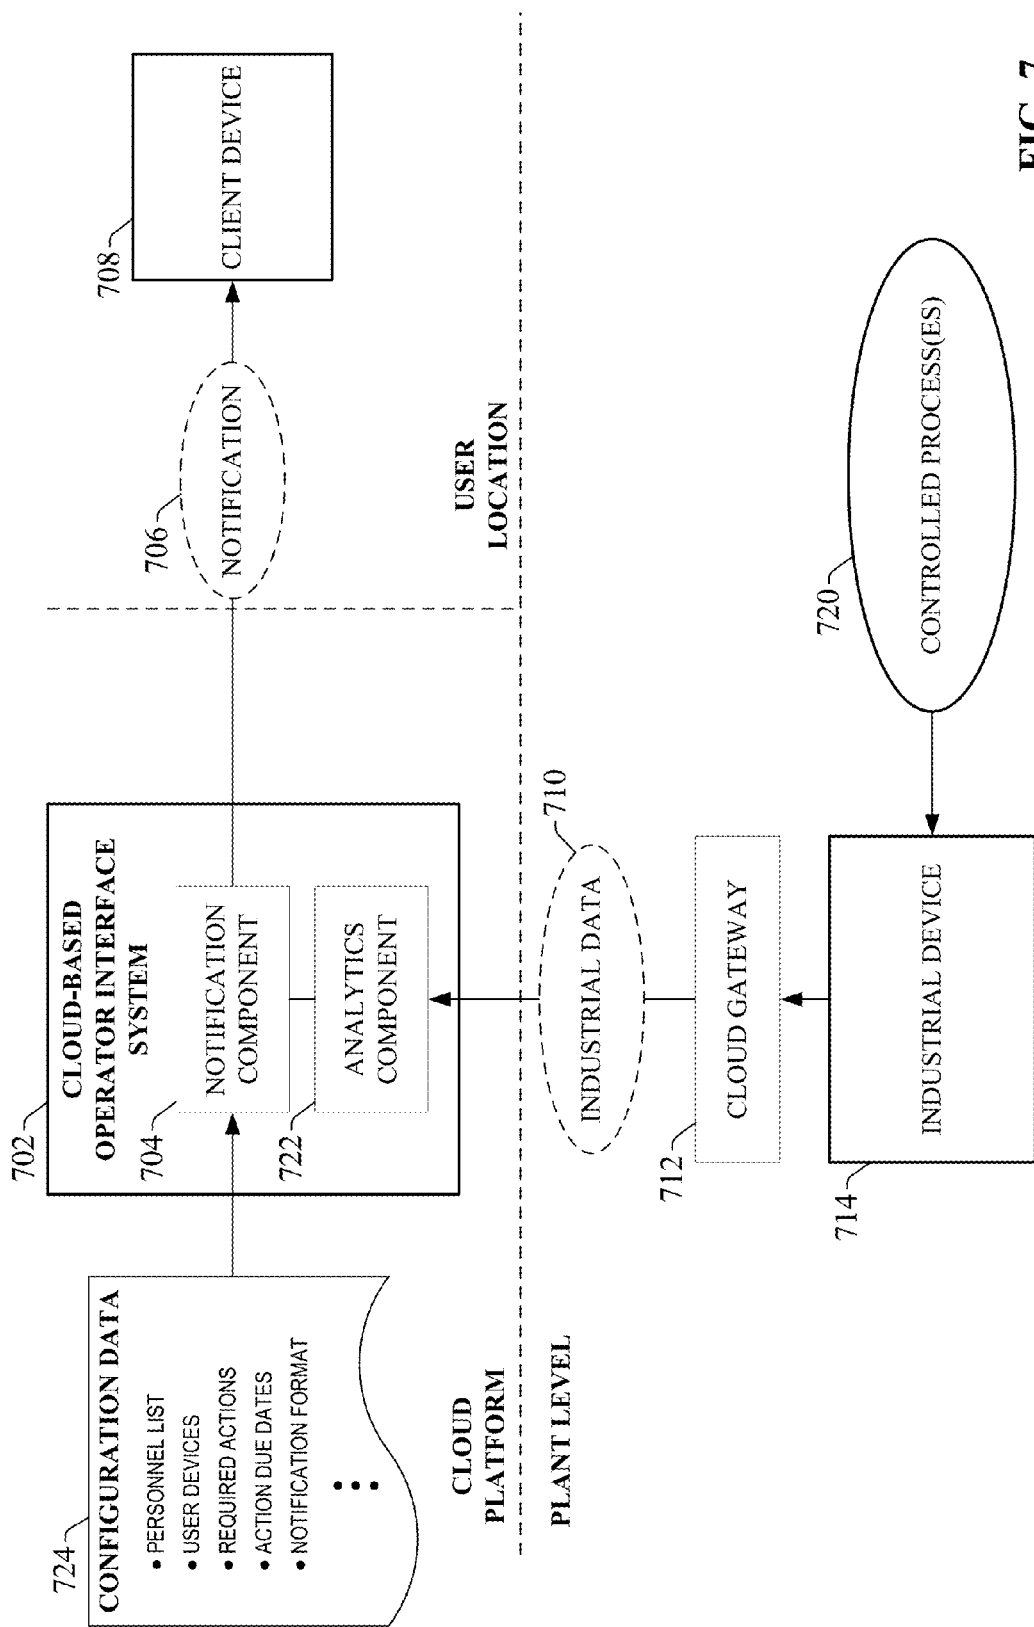 724
CONFIGURATION DATA
• PERSONNEL LIST
• USER DEVICES
• REQUIRED ACTIONS
• ACTION DUE DATES
• NOTIFICATION FORMAT
702
CLOUD-BASED
OPERATOR INTERFACE
SYSTEM
704
NOTIFICATION
COMPONENT
722
ANALYTICS
COMPONENT
706
NOTIFICATION
708
CLIENT DEVICE
CLOUD
PLATFORM
USER
LOCATION
PLANT LEVEL
710
INDUSTRIAL DATA
712
CLOUD GATEWAY
714
INDUSTRIAL DEVICE
720
CONTROLLED PROCESS(ES)
FIG. 7